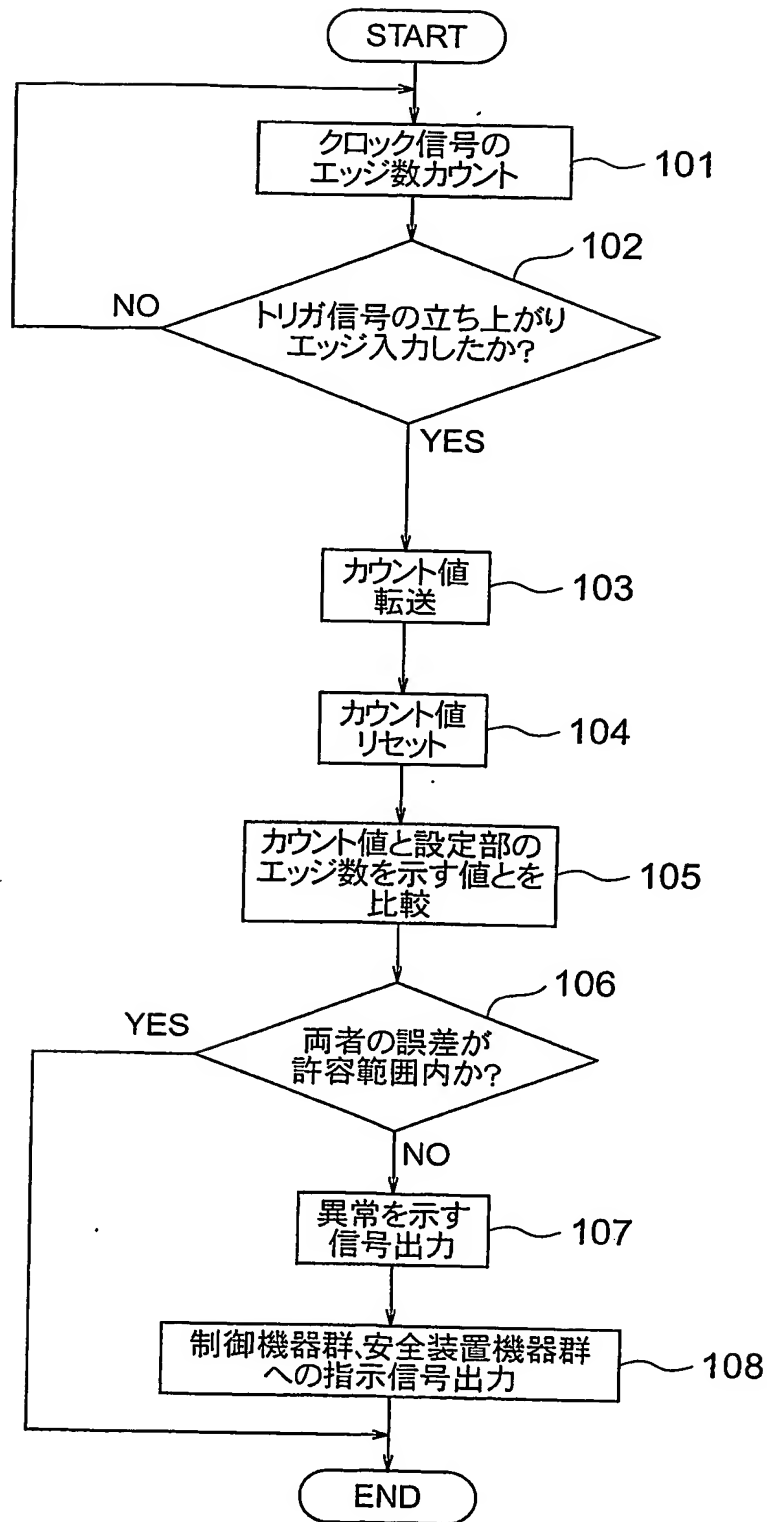 START
クロック信号の
エッジ数カウント
101
102
NO
トリガ信号の立ち上がり
エッジ入力したか?
YES
カウント値
転送
103
カウント値
リセット
104
カウント値と設定部の
エッジ数を示す値とを
比較
105
106
YES
両者の誤差が
許容範囲内か?
NO
異常を示す
信号出力
107
制御機器群、安全装置機器群
への指示信号出力
108
END